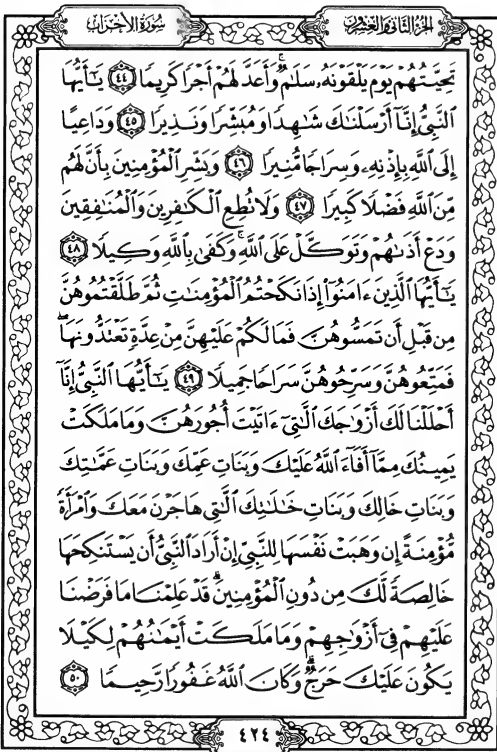 الجزء الثاني والعشرون
سورة الأحزاب
تَحِيَّتُهُمْ يَوْمَ يَلْقَوْنَهُۥ سَلَٰمٌ ۚ وَأَعَدَّ لَهُمْ أَجْرًا كَرِيمًا ٤٤ يَٰٓأَيُّهَا
ٱلنَّبِىُّ إِنَّآ أَرْسَلْنَٰكَ شَٰهِدًا وَمُبَشِّرًا وَنَذِيرًا ٤٥ وَدَاعِيًا
إِلَى ٱللَّهِ بِإِذْنِهِۦ وَسِرَاجًا مُّنِيرًا ٤٦ وَبَشِّرِ ٱلْمُؤْمِنِينَ بِأَنَّ لَهُم
مِّنَ ٱللَّهِ فَضْلًا كَبِيرًا ٤٧ وَلَا تُطِعِ ٱلْكَٰفِرِينَ وَٱلْمُنَٰفِقِينَ
وَدَعْ أَذَىٰهُمْ وَتَوَكَّلْ عَلَى ٱللَّهِ ۚ وَكَفَىٰ بِٱللَّهِ وَكِيلًا ٤٨
يَٰٓأَيُّهَا ٱلَّذِينَ ءَامَنُوٓا۟ إِذَا نَكَحْتُمُ ٱلْمُؤْمِنَٰتِ ثُمَّ طَلَّقْتُمُوهُنَّ
مِن قَبْلِ أَن تَمَسُّوهُنَّ فَمَا لَكُمْ عَلَيْهِنَّ مِنْ عِدَّةٍ تَعْتَدُّونَهَا ۖ
فَمَتِّعُوهُنَّ وَسَرِّحُوهُنَّ سَرَاحًا جَمِيلًا ٤٩ يَٰٓأَيُّهَا ٱلنَّبِىُّ إِنَّآ
أَحْلَلْنَا لَكَ أَزْوَٰجَكَ ٱلَّٰتِىٓ ءَاتَيْتَ أُجُورَهُنَّ وَمَا مَلَكَتْ
يَمِينُكَ مِمَّآ أَفَآءَ ٱللَّهُ عَلَيْكَ وَبَنَاتِ عَمِّكَ وَبَنَاتِ عَمَّٰتِكَ
وَبَنَاتِ خَالِكَ وَبَنَاتِ خَٰلَٰتِكَ ٱلَّٰتِى هَاجَرْنَ مَعَكَ وَٱمْرَأَةً
مُّؤْمِنَةً إِن وَهَبَتْ نَفْسَهَا لِلنَّبِىِّ إِنْ أَرَادَ ٱلنَّبِىُّ أَن يَسْتَنكِحَهَا
خَالِصَةً لَّكَ مِن دُونِ ٱلْمُؤْمِنِينَ ۗ قَدْ عَلِمْنَا مَا فَرَضْنَا
عَلَيْهِمْ فِىٓ أَزْوَٰجِهِمْ وَمَا مَلَكَتْ أَيْمَٰنُهُمْ لِكَيْلَا
يَكُونَ عَلَيْكَ حَرَجٌ ۗ وَكَانَ ٱللَّهُ غَفُورًا رَّحِيمًا ٥٠
٤٢٤